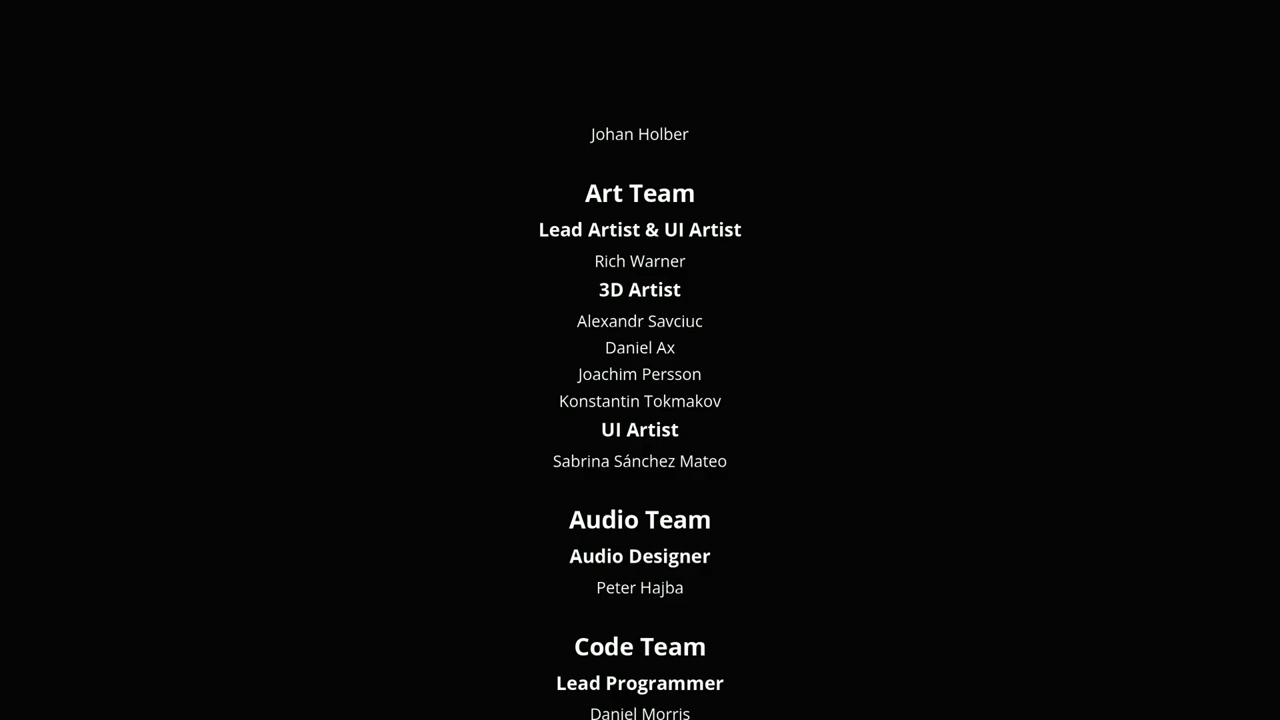 Johan Holber
Art Team
Lead Artist & UI Artist
Rich Warner
3D Artist
Alexandr Savciuc
Daniel Ax
Joachim Persson
Konstantin Tokmakov
UI Artist
Sabrina Sánchez Mateo
Audio Team
Audio Designer
Peter Hajba
Code Team
Lead Programmer
Daniel Morris